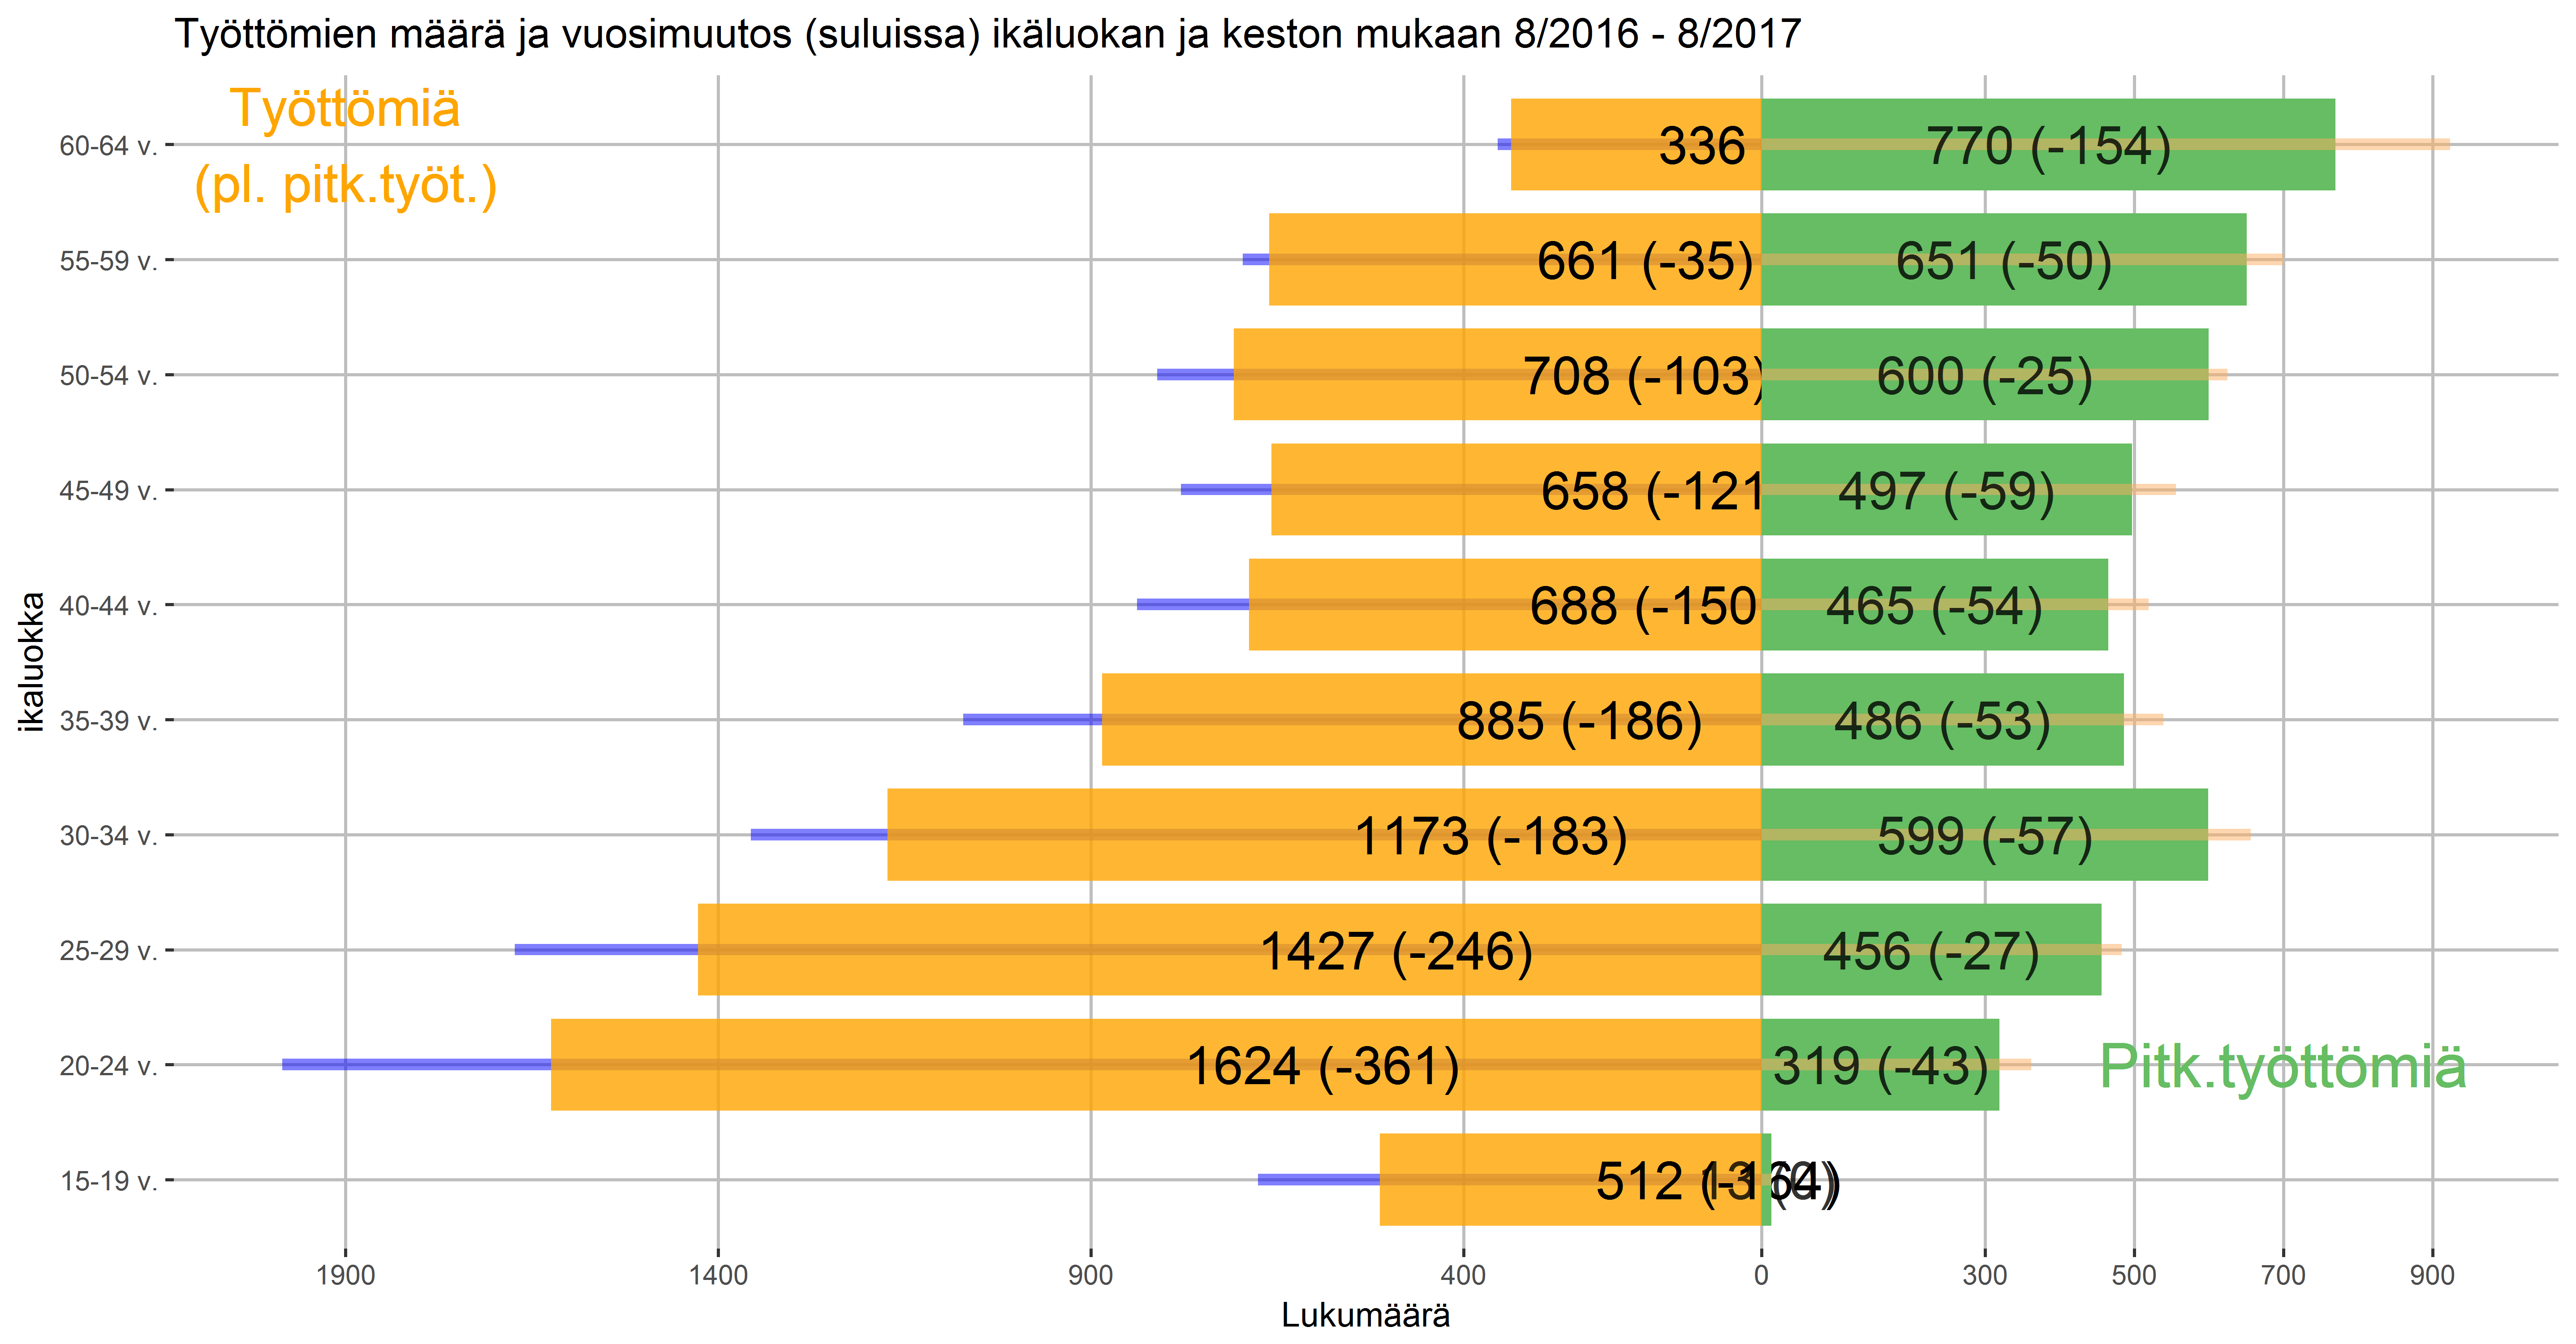 Työttömien määrä ja vuosimuutos (suluissa) ikäluokan ja keston mukaan 8/2016 - 8/2017
Työttömiä
(pl. pitk.työt.)
60-64 v. 336 770 (-154)
55-59 v. 661 (-35) 651 (-50)
50-54 v. 708 (-103) 600 (-25)
45-49 v. 658 (-121 497 (-59)
40-44 v. 688 (-150 465 (-54)
35-39 v. 885 (-186) 486 (-53)
30-34 v. 1173 (-183) 599 (-57)
25-29 v. 1427 (-246) 456 (-27)
20-24 v. 1624 (-361) 319 (-43) Pitk.työttömiä
15-19 v. 512 (-164) 13 (0)
ikaluokka
1900 1400 900 400 0 300 500 700 900
Lukumäärä